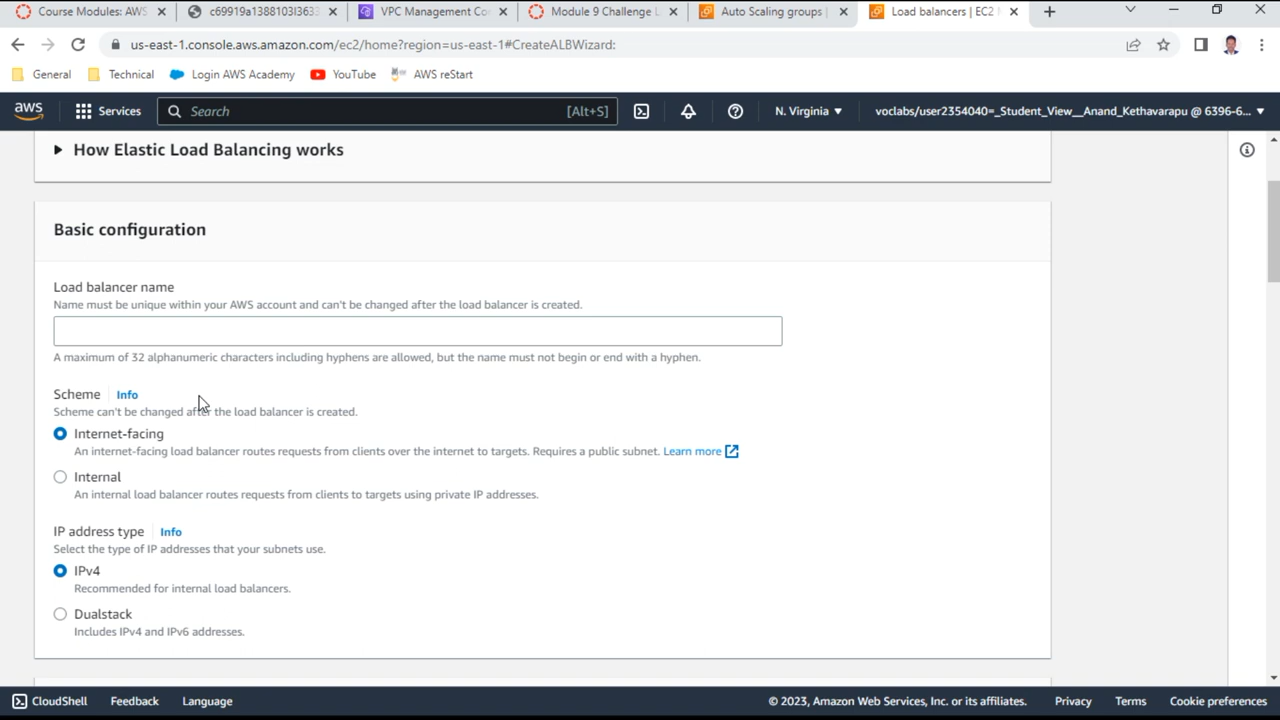 Course Modules: AWS
c69919a1388103l3633
VPC Management Co
Module 9 Challenge L
Auto Scaling groups |
Load balancers | EC2 M
us-east-1.console.aws.amazon.com/ec2/home?region=us-east-1#CreateALBWizard:
General
Technical
Login AWS Academy
YouTube
AWS reStart
aws
Services
Search
[Alt+S]
N. Virginia
voclabs/user2354040=_Student_View__Anand_Kethavarapu @ 6396-6...
How Elastic Load Balancing works
Basic configuration
Load balancer name
Name must be unique within your AWS account and can't be changed after the load balancer is created.
A maximum of 32 alphanumeric characters including hyphens are allowed, but the name must not begin or end with a hyphen.
Scheme Info
Scheme can't be changed after the load balancer is created.
Internet-facing
An internet-facing load balancer routes requests from clients over the internet to targets. Requires a public subnet. Learn more
Internal
An internal load balancer routes requests from clients to targets using private IP addresses.
IP address type Info
Select the type of IP addresses that your subnets use.
IPv4
Recommended for internal load balancers.
Dualstack
Includes IPv4 and IPv6 addresses.
CloudShell
Feedback
Language
© 2023, Amazon Web Services, Inc. or its affiliates.
Privacy
Terms
Cookie preferences